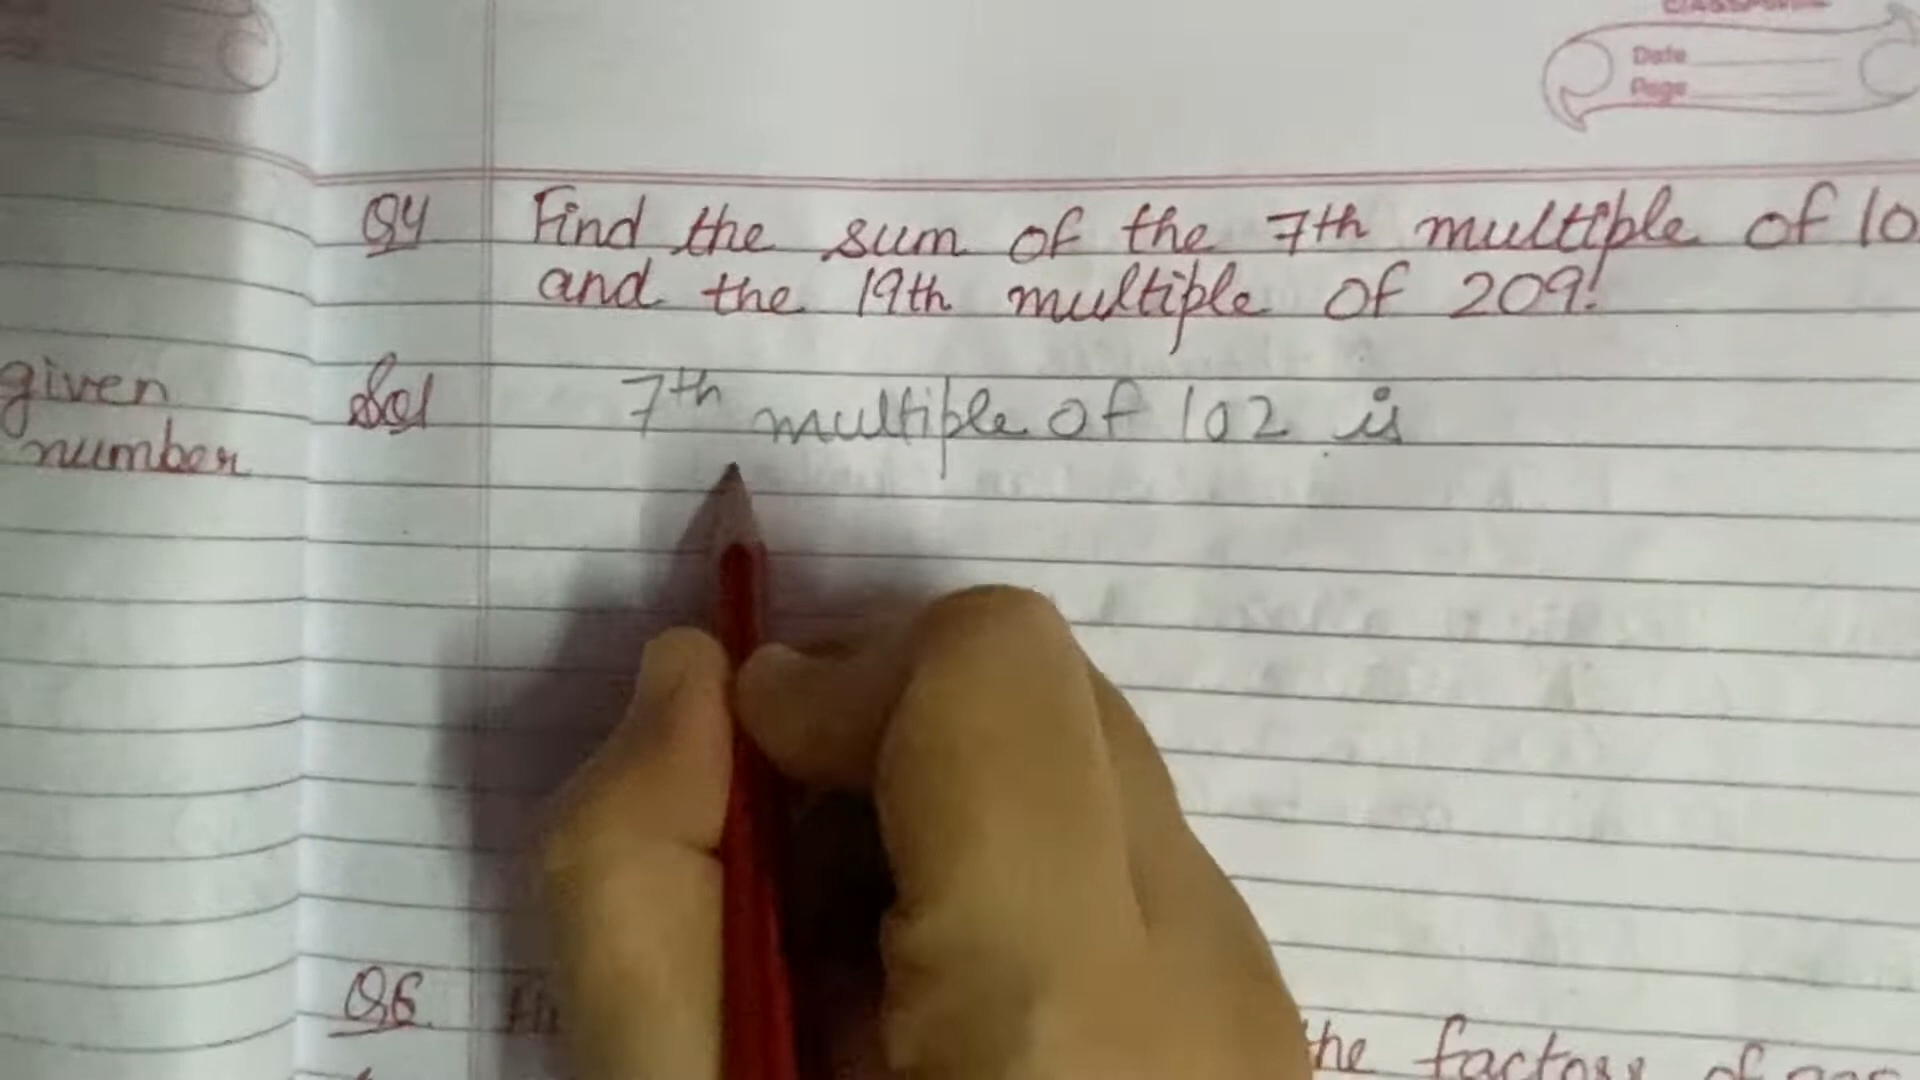 Date
Page
Q4 Find the sum of the 7th multiple of 10
and the 19th multiple of 209!
given
number
Sol 7th multiple of 102 is
Q6
the factors of